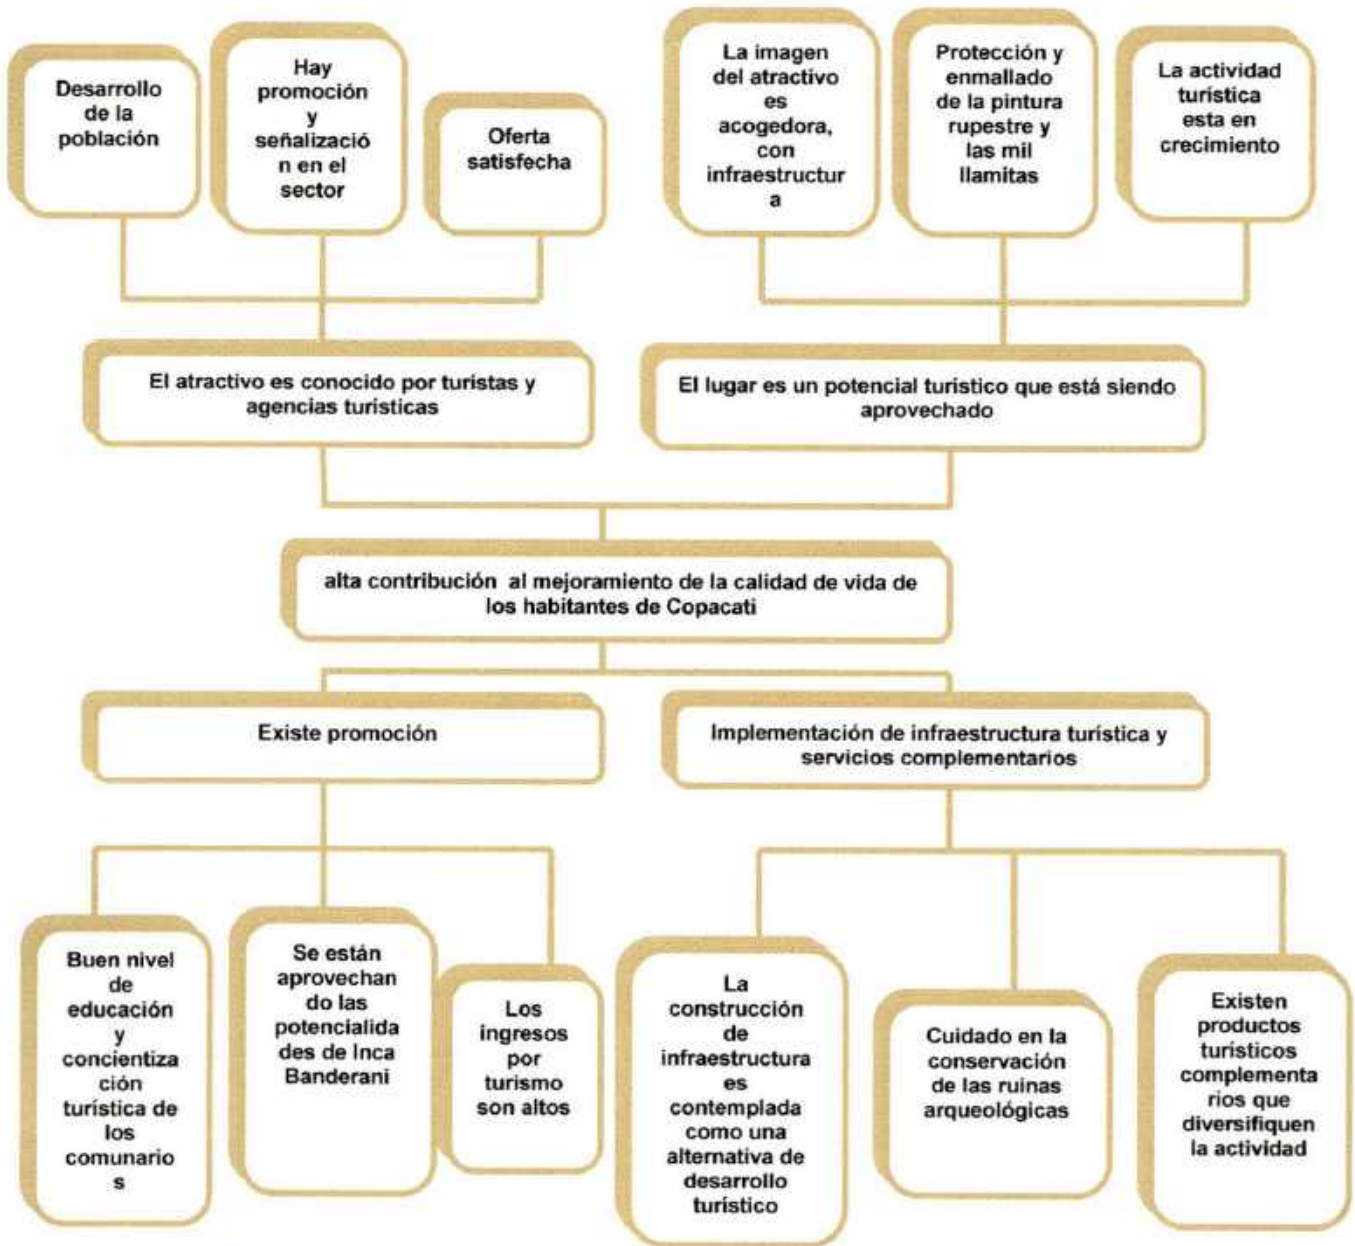 Desarrollo
de la
población
Hay
promoción
y
señalizació
n en el
sector
Oferta
satisfecha
La imagen
del atractivo
es
acogedora,
con
infraestructur
a
Protección y
enmallado
de la pintura
rupestre y
las mil
llamitas
La actividad
turística
esta en
crecimiento
El atractivo es conocido por turistas y
agencias turísticas
El lugar es un potencial turistico que está siendo
aprovechado
alta contribución al mejoramiento de la calidad de vida de
los habitantes de Copacati
Existe promoción
Implementación de infraestructura turística y
servicios complementarios
Buen nivel
de
educación
y
concientiza
ción
turística de
los
comunario
s
Se están
aprovechan
do las
potencialida
des de Inca
Banderani
Los
ingresos
por
turismo
son altos
La
construcción
de
infraestructura
es
contemplada
como una
alternativa de
desarrollo
turístico
Cuidado en la
conservación
de las ruinas
arqueológicas
Existen
productos
turísticos
complementa
rios que
diversifiquen
la actividad